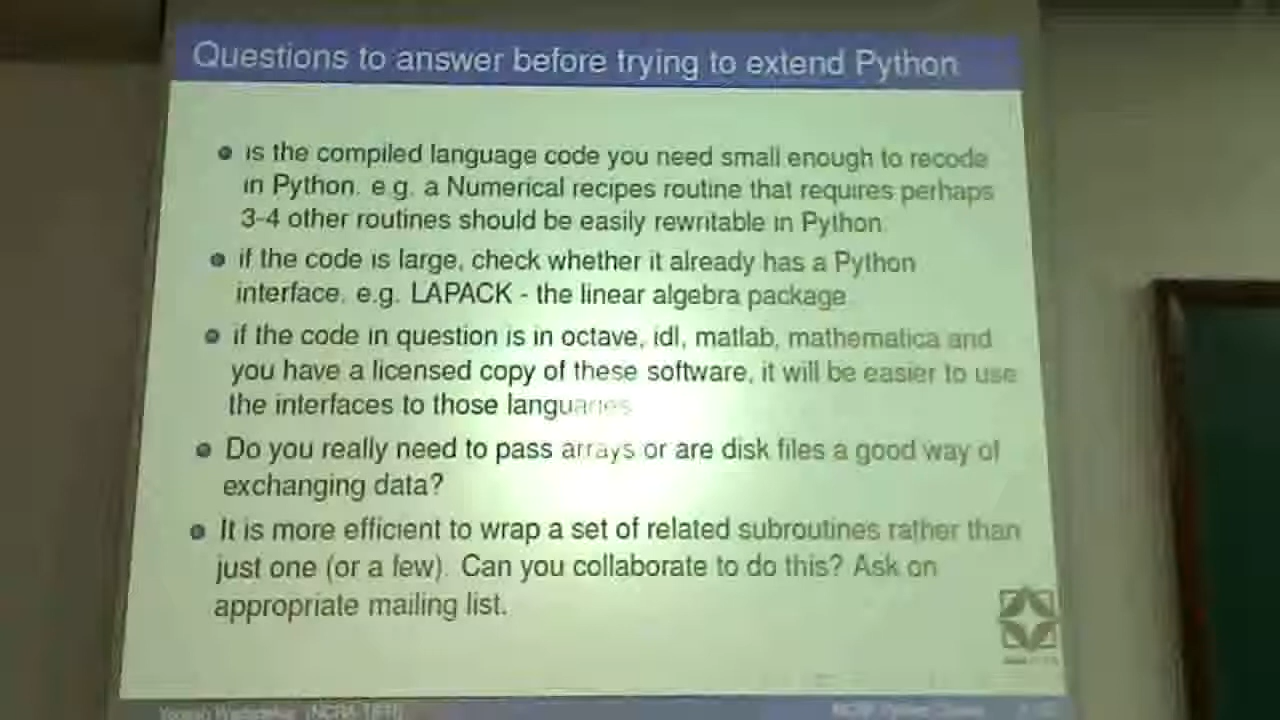 Questions to answer before trying to extend Python
is the compiled language code you need small enough to recode
in Python. e.g. a Numerical recipes routine that requires perhaps
3-4 other routines should be easily rewritable in Python.
if the code is large, check whether it already has a Python
interface. e.g. LAPACK - the linear algebra package
if the code in question is in octave, idl, matlab, mathematica and
you have a licensed copy of these software, it will be easier to use
the interfaces to those languages
Do you really need to pass arrays or are disk files a good way of
exchanging data?
It is more efficient to wrap a set of related subroutines rather than
just one (or a few). Can you collaborate to do this? Ask on
appropriate mailing list.
(NCRA-TIFR)
Python